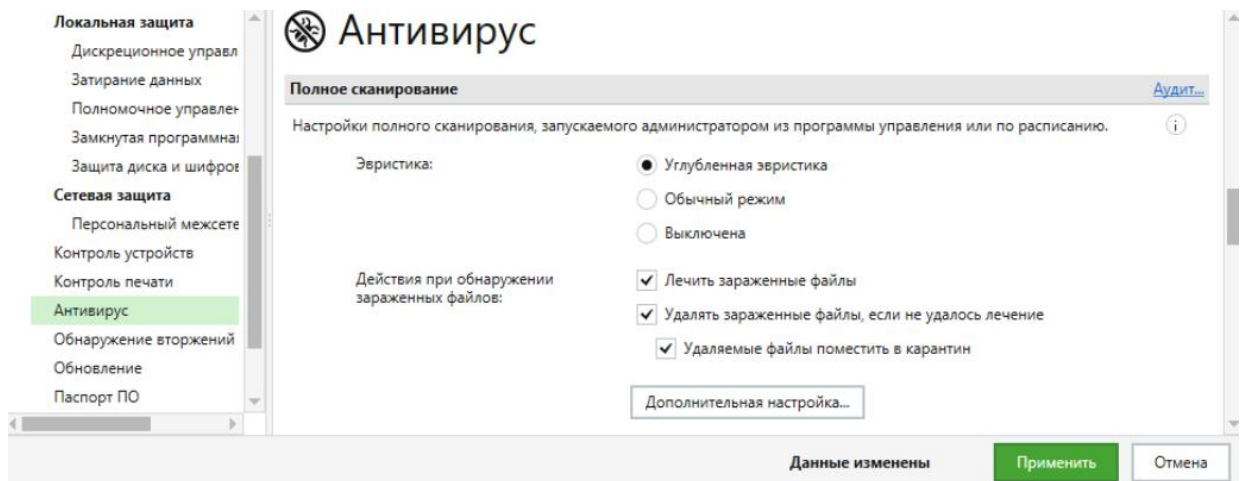 Локальная защита
Дискреционное управл
Затирание данных
Полномочное управлен
Замкнутая программна
Защита диска и шифров
Сетевая защита
Персональный межсете
Контроль устройств
Контроль печати
Антивирус
Обнаружение вторжений
Обновление
Паспорт ПО
Антивирус
Полное сканирование
Аудит...
Настройки полного сканирования, запускаемого администратором из программы управления или по расписанию.
Эвристика:
Углубленная эвристика
Обычный режим
Выключена
Действия при обнаружении
зараженных файлов:
Лечить зараженные файлы
Удалять зараженные файлы, если не удалось лечение
Удаляемые файлы поместить в карантин
Дополнительная настройка...
Данные изменены
Применить
Отмена